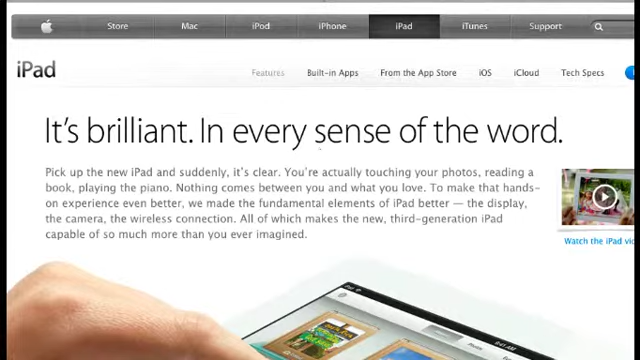 Store Mac iPod iPhone iPad iTunes Support
iPad
Features Built-in Apps From the App Store iOS iCloud Tech Specs
It's brilliant. In every sense of the word.
Pick up the new iPad and suddenly, it's clear. You're actually touching your photos, reading a
book, playing the piano. Nothing comes between you and what you love. To make that hands-
on experience even better, we made the fundamental elements of iPad better — the display,
the camera, the wireless connection. All of which makes the new, third-generation iPad
capable of so much more than you ever imagined.
Watch the iPad
iPad
9:41 AM
Photos